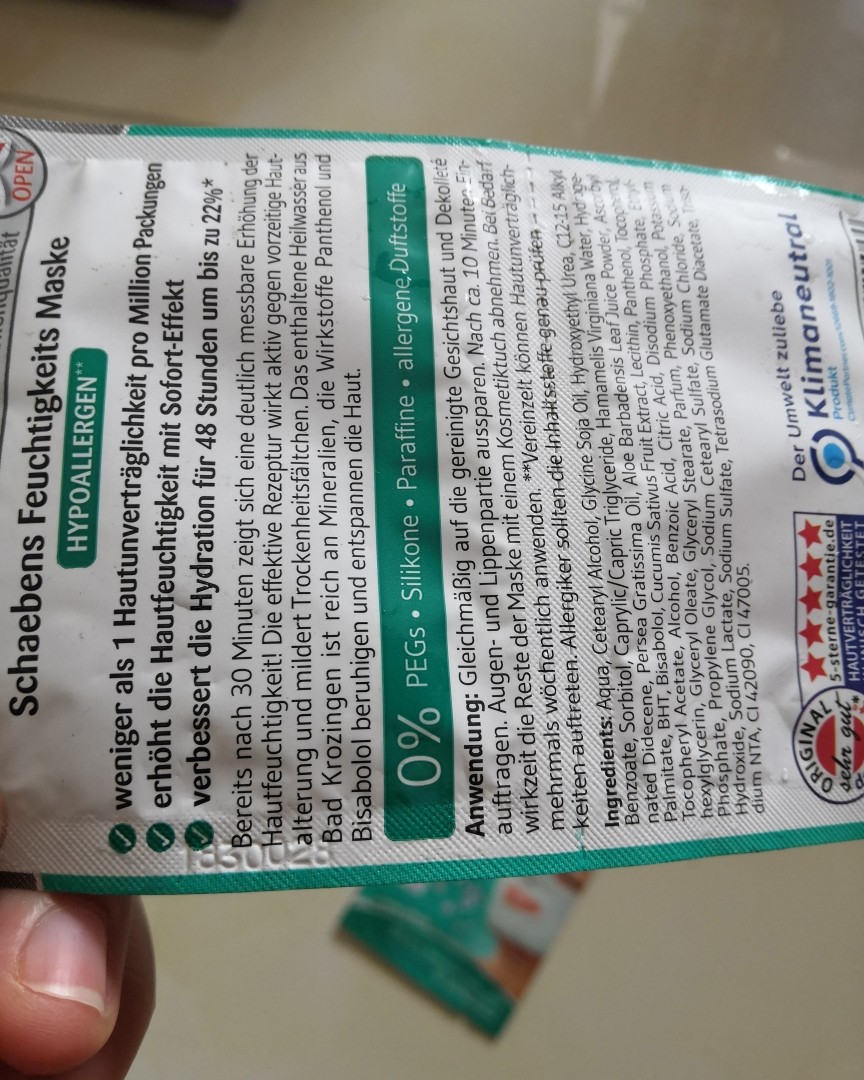 OPEN
Schaebens Feuchtigkeits Maske
HYPOALLERGEN**
weniger als 1 Hautunverträglichkeit pro Million Packungen
erhöht die Hautfeuchtigkeit mit Sofort-Effekt
verbessert die Hydration für 48 Stunden um bis zu 22%*
Bereits nach 30 Minuten zeigt sich eine deutlich messbare Erhöhung der
Hautfeuchtigkeit! Die effektive Rezeptur wirkt aktiv gegen vorzeitige Haut-
alterung und mildert Trockenheitsfältchen. Das enthaltene Heilwasser aus
Bad Krozingen ist reich an Mineralien, die Wirkstoffe Panthenol und
Bisabolol beruhigen und entspannen die Haut.
0% PEGs • Silikone • Paraffine • allergene Duftstoffe
Anwendung: Gleichmäßig auf die gereinigte Gesichtshaut und Dekolleté
auftragen. Augen- und Lippenpartie aussparen. Nach ca. 10 Minuten Ein-
wirkzeit die Reste der Maske mit einem Kosmetiktuch abnehmen. Bei Bedarf
mehrmals wöchentlich anwenden. **Vereinzelt können Hautunverträglich-
keiten auftreten. Allergiker sollten die Inhaltsstoffe genau prüfen.
Ingredients: Aqua, Cetearyl Alcohol, Glycine Soja Oil, Hydroxyethyl Urea, C12-15 Alkyl
Benzoate, Sorbitol, Caprylic/Capric Triglyceride, Hamamelis Virginiana Water, Hydroge-
nated Didecene, Persea Gratissima Oil, Aloe Barbadensis Leaf Juice Powder, Ascorbyl
Palmitate, BHT, Bisabolol, Cucumis Sativus Fruit Extract, Lecithin, Panthenol, Tocopherol,
Tocopheryl Acetate, Alcohol, Benzoic Acid, Citric Acid, Disodium Phosphate,
hexylglycerin, Glyceryl Oleate, Glyceryl Stearate, Parfum, Phenoxyethanol, Potassium
Phosphate, Propylene Glycol, Sodium Cetearyl Sulfate, Sodium Chloride, Sodium
Hydroxide, Sodium Lactate, Sodium Sulfate, Tetrasodium Glutamate Diacetate, Triso-
dium NTA, CI 42090, CI 47005.
ORIGINAL
sehr gut
5-sterne-garantie.de
HAUTVERTRÄGLICHKEIT
Der Umwelt zuliebe
Klimaneutral
Produkt